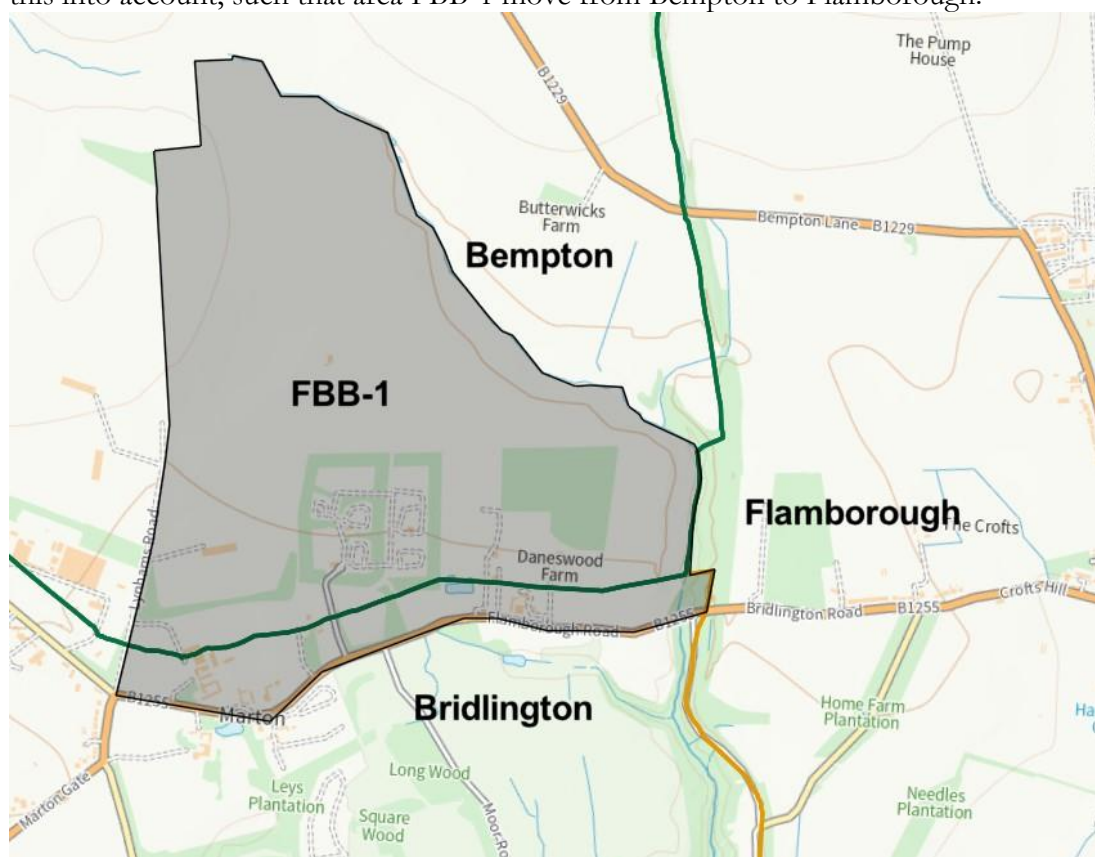 this into account, such that area FBB-1 move from Bempton to Flamborough.
The Pump
House
B1229
Butterwicks
Farm
Bempton Lane B1229
Bempton
FBB-1
Flamborough
The Crofts
Lynhams Road
Daneswood
Farm
Bridlington Road B1255
Crofts Hill
Flamborough Road
B1255
B1255
Marton
Bridlington
Home Farm
Plantation
Ha
Long Wood
Leys
Plantation
Square
Wood
Marton Gate
Moor Ro
Needles
Plantation